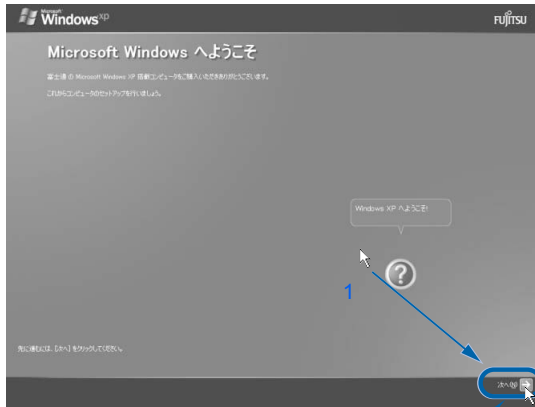 Microsoft
Windows xp
FUJITSU
Microsoft Windows へようこそ
富士通 の Microsoft Windows XP 搭載コンピュータをご購入いただきありがとうございます。
これからコンピュータのセットアップを行いましょう。
Windows XP へようこそ!
1
先に進むには、[次へ] をクリックしてください。
次へ(N)